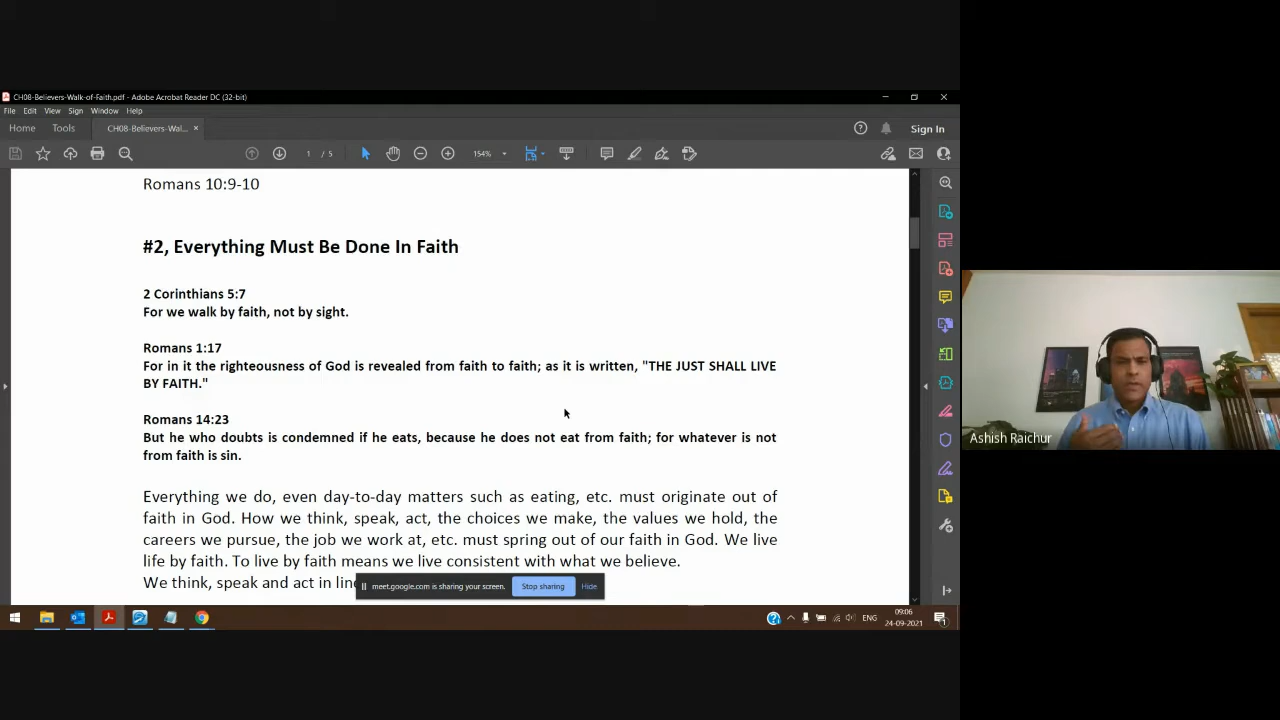 CH08-Believers-Walk-of-Faith.pdf - Adobe Acrobat Reader DC (32-bit)
File Edit View Sign Window Help
Home Tools CH08-Believers-Wal... × Sign In
1 / 5 154%
Romans 10:9-10
#2, Everything Must Be Done In Faith
2 Corinthians 5:7
For we walk by faith, not by sight.
Romans 1:17
For in it the righteousness of God is revealed from faith to faith; as it is written, "THE JUST SHALL LIVE
BY FAITH."
Romans 14:23
But he who doubts is condemned if he eats, because he does not eat from faith; for whatever is not
from faith is sin.
Everything we do, even day-to-day matters such as eating, etc. must originate out of
faith in God. How we think, speak, act, the choices we make, the values we hold, the
careers we pursue, the job we work at, etc. must spring out of our faith in God. We live
life by faith. To live by faith means we live consistent with what we believe.
We think, speak and act in line
meet.google.com is sharing your screen. Stop sharing Hide
Ashish Raichur
ENG
09:06
24-09-2021